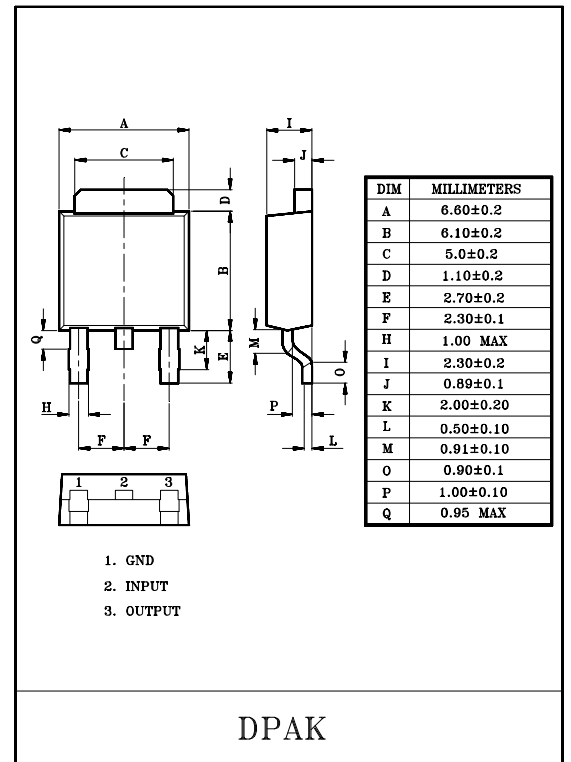 A
C
I
J
D
B
Q
K
E
M
O
H
P
F F
L
DIM MILLIMETERS
A 6.60±0.2
B 6.10±0.2
C 5.0±0.2
D 1.10±0.2
E 2.70±0.2
F 2.30±0.1
H 1.00 MAX
I 2.30±0.2
J 0.89±0.1
K 2.00±0.20
L 0.50±0.10
M 0.91±0.10
O 0.90±0.1
P 1.00±0.10
Q 0.95 MAX
1 2 3
1. GND
2. INPUT
3. OUTPUT
DPAK